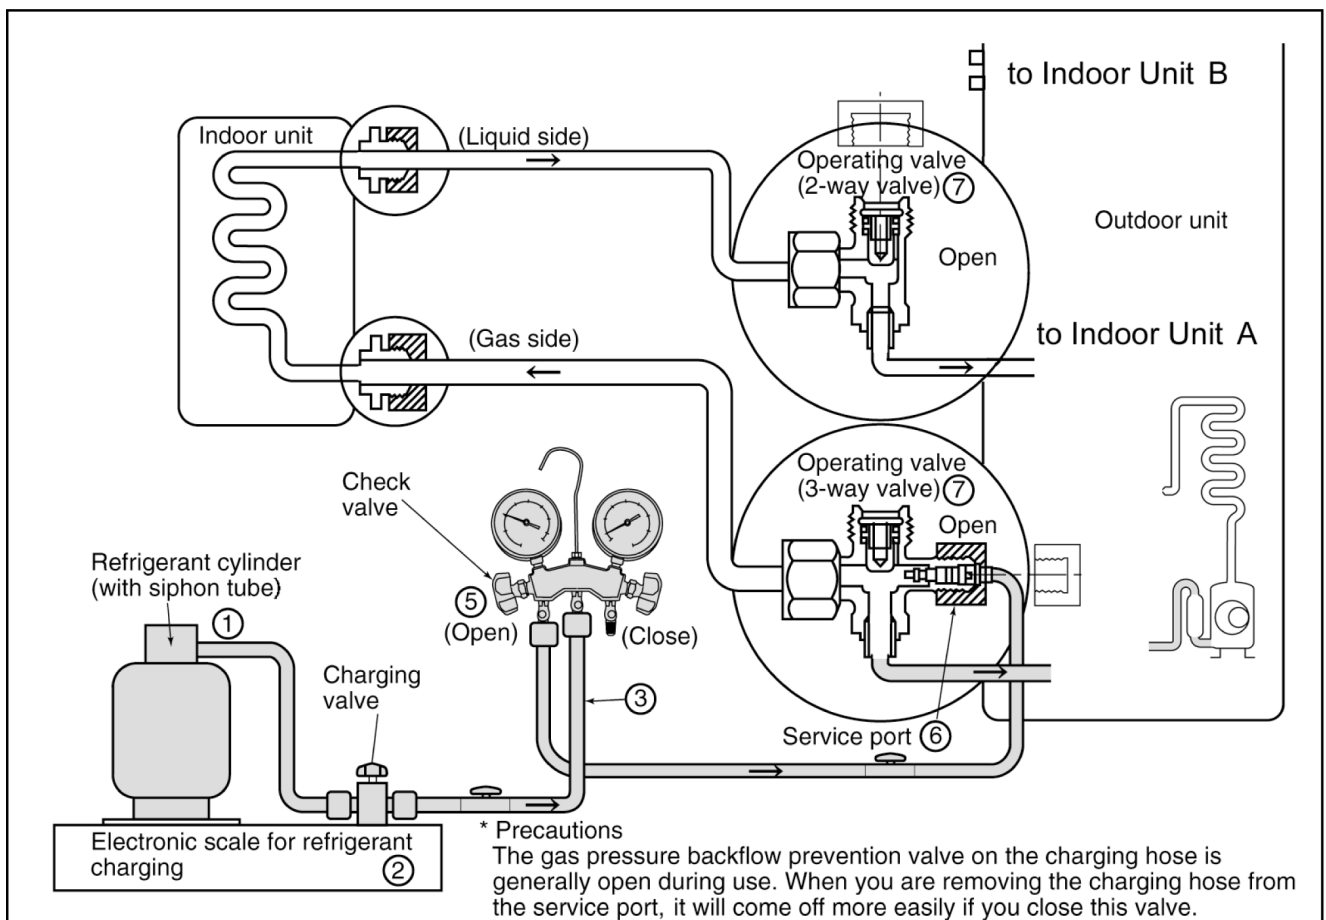 to Indoor Unit B
Indoor unit
(Liquid side)
Operating valve
(2-way valve) 7
Outdoor unit
Open
to Indoor Unit A
(Gas side)
Operating valve
(3-way valve) 7
Open
Check
valve
Refrigerant cylinder
(with siphon tube)
1
5
(Open)
(Close)
Charging
valve
3
Service port 6
Electronic scale for refrigerant
charging 2
* Precautions
The gas pressure backflow prevention valve on the charging hose is
generally open during use. When you are removing the charging hose from
the service port, it will come off more easily if you close this valve.